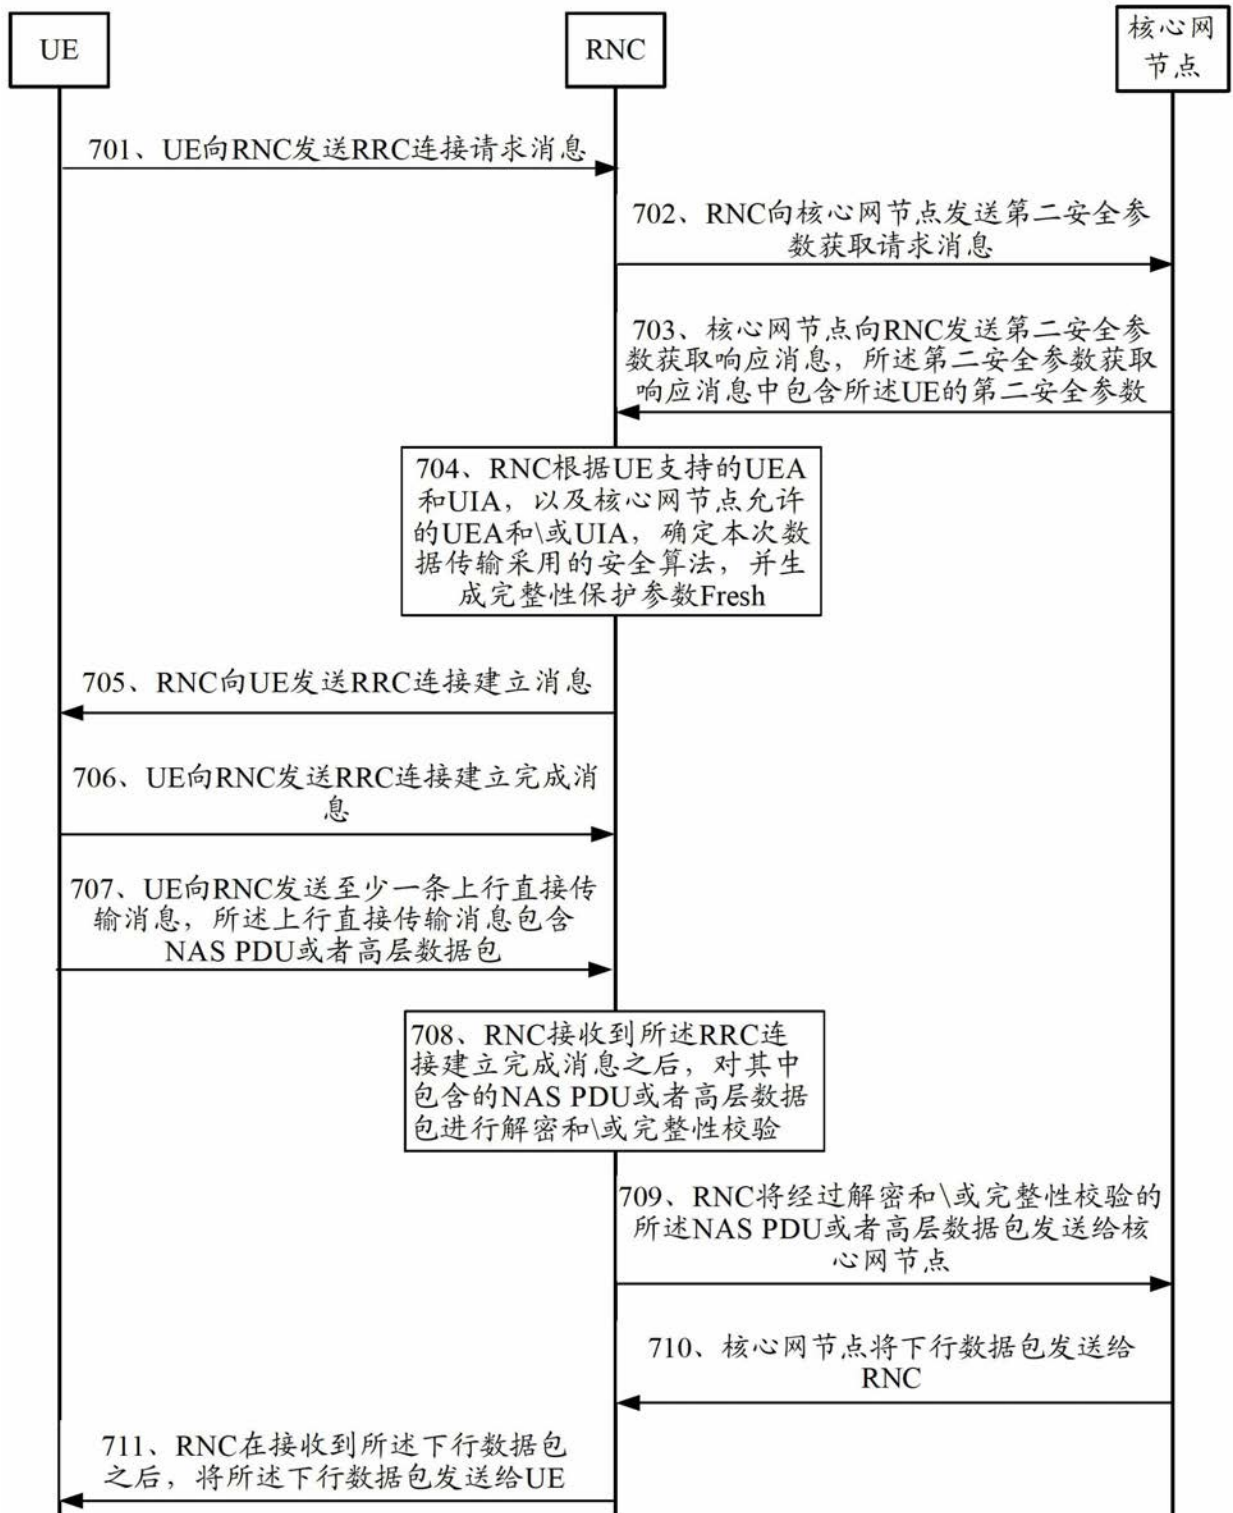 UE
RNC
核心网
节点
701、UE向RNC发送RRC连接请求消息
702、RNC向核心网节点发送第二安全参
数获取请求消息
703、核心网节点向RNC发送第二安全参
数获取响应消息，所述第二安全参数获取
响应消息中包含所述UE的第二安全参数
704、RNC根据UE支持的UEA
和UIA，以及核心网节点允许
的UEA和\或UIA，确定本次数
据传输采用的安全算法，并生
成完整性保护参数Fresh
705、RNC向UE发送RRC连接建立消息
706、UE向RNC发送RRC连接建立完成消
息
707、UE向RNC发送至少一条上行直接传
输消息，所述上行直接传输消息包含
NAS PDU或者高层数据包
708、RNC接收到所述RRC连
接建立完成消息之后，对其中
包含的NAS PDU或者高层数据
包进行解密和\或完整性校验
709、RNC将经过解密和\或完整性校验的
所述NAS PDU或者高层数据包发送给核
心网节点
710、核心网节点将下行数据包发送给
RNC
711、RNC在接收到所述下行数据包
之后，将所述下行数据包发送给UE